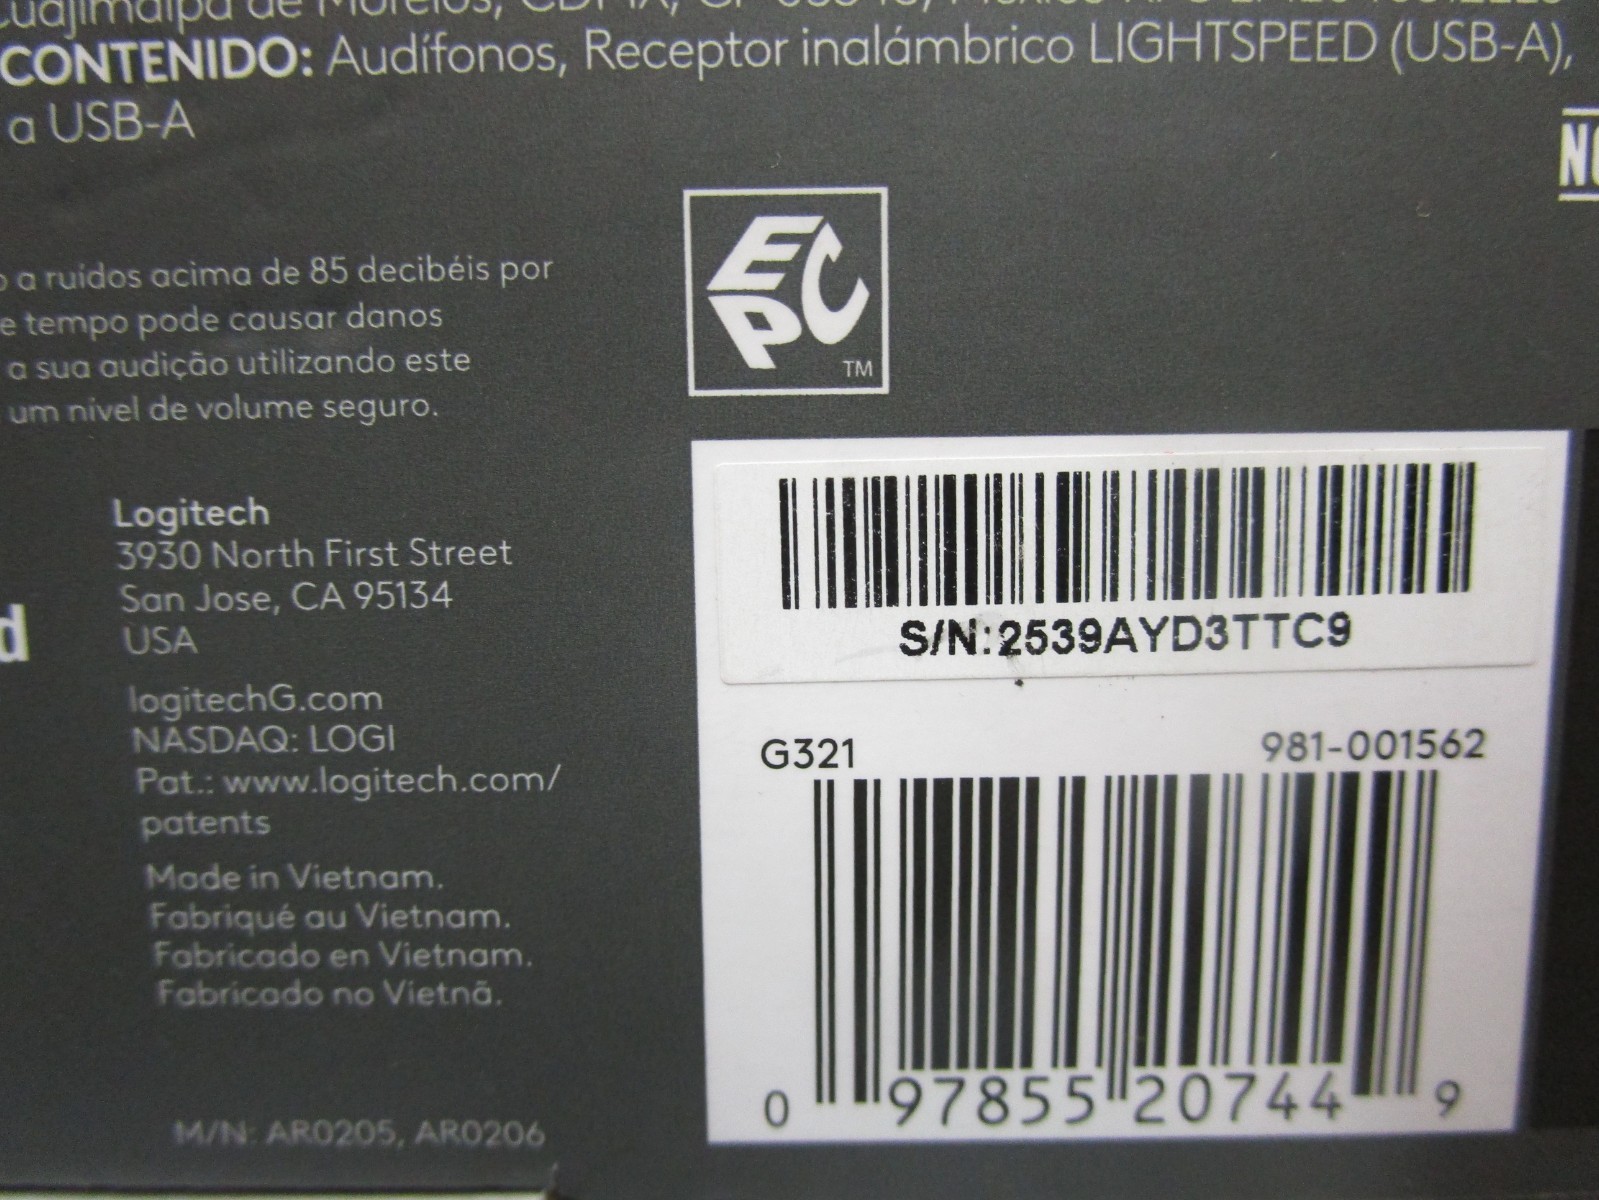 CONTENIDO: Audífonos, Receptor inalámbrico LIGHTSPEED (USB-A),
a USB-A
EPC
TM
a ruídos acima de 85 decibéis por
e tempo pode causar danos
a sua audição utilizando este
um nível de volume seguro.
Logitech
3930 North First Street
San Jose, CA 95134
USA
logitechG.com
NASDAQ: LOGI
Pat.: www.logitech.com/
patents
Made in Vietnam.
Fabriqué au Vietnam.
Fabricado en Vietnam.
Fabricado no Vietnã.
M/N: AR0205, AR0206
S/N:2539AYD3TTC9
G321 981-001562
0 97855 20744 9